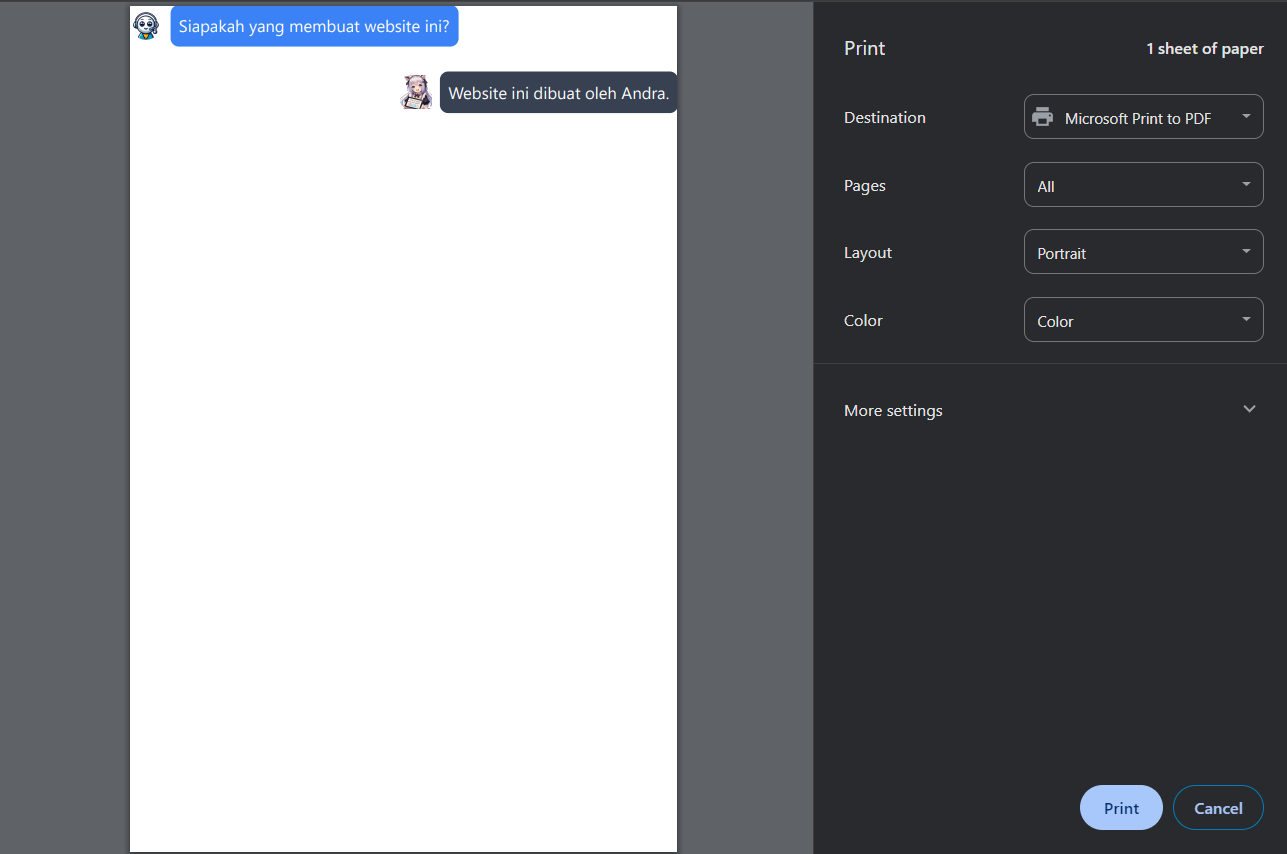 Siapakah yang membuat website ini?
Website ini dibuat oleh Andra.
Print
1 sheet of paper
Destination
Microsoft Print to PDF
Pages
All
Layout
Portrait
Color
Color
More settings
Print
Cancel